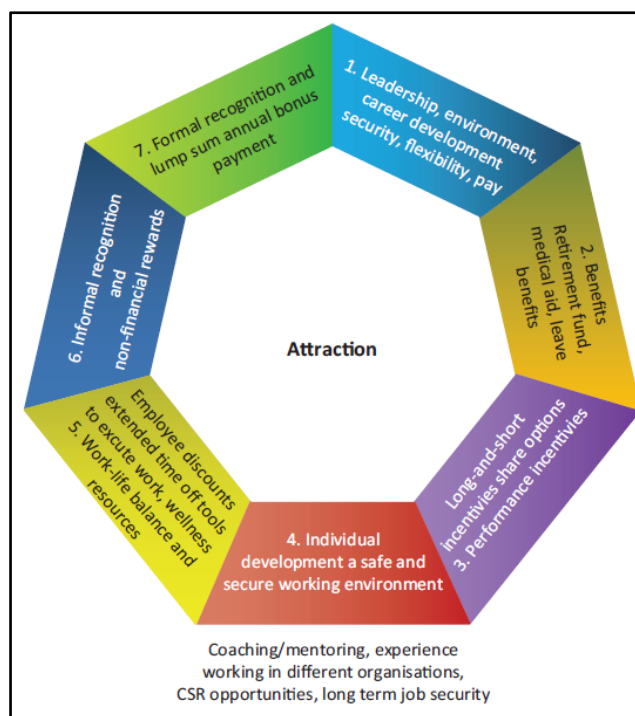 1. Leadership, environment,
career development
security, flexibility, pay
2. Benefits
Retirement fund,
medical aid, leave
benefits
Long-and-short
incentivies share options
3. Performance incentivies
4. Individual
development a safe and
secure working environment
Coaching/mentoring, experience
working in different organisations,
CSR opportunities, long term job security
Employee discounts
extended time off tools
to excute work, wellness
5. Work-life balance and
resources
6. Informal recognition
and
non-financial rewards
7. Formal recognition and
lump sum annual bonus
payment
Attraction